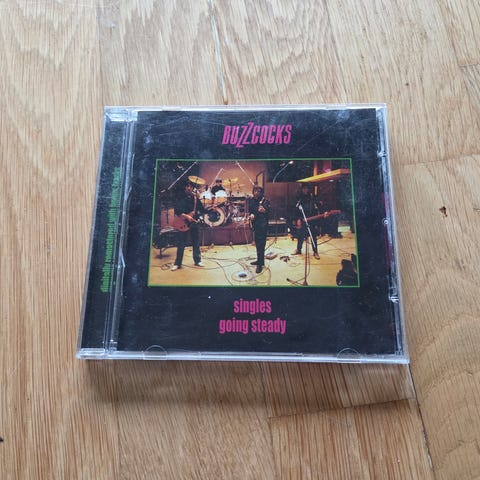 BUZZCOCKS
singles
going steady
digitally remastered with bonus tracks